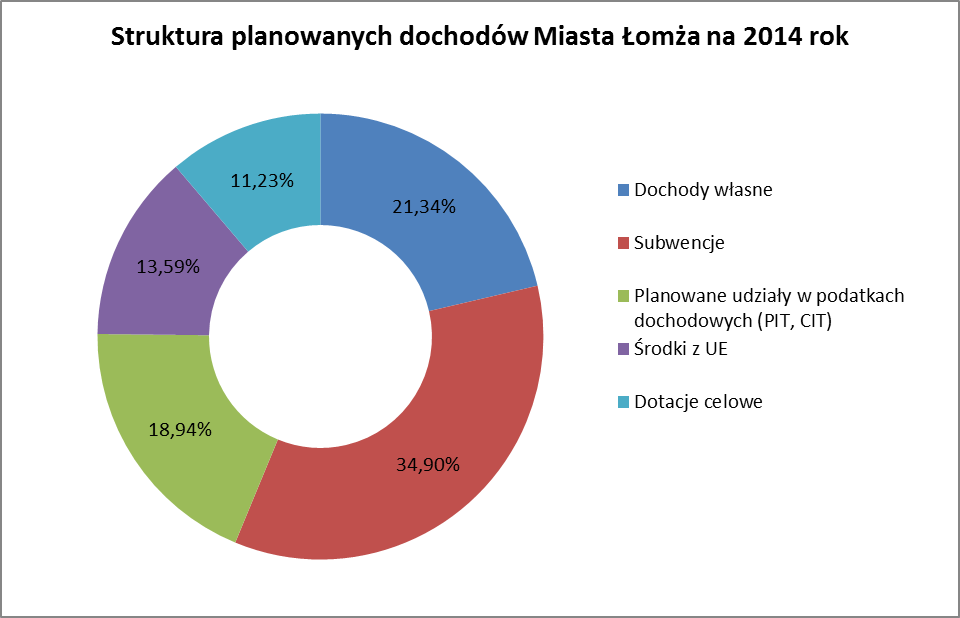 Struktura planowanych dochodów Miasta Łomża na 2014 rok
11,23%
21,34%
13,59%
18,94%
34,90%
Dochody własne
Subwencje
Planowane udziały w podatkach
dochodowych (PIT, CIT)
Środki z UE
Dotacje celowe